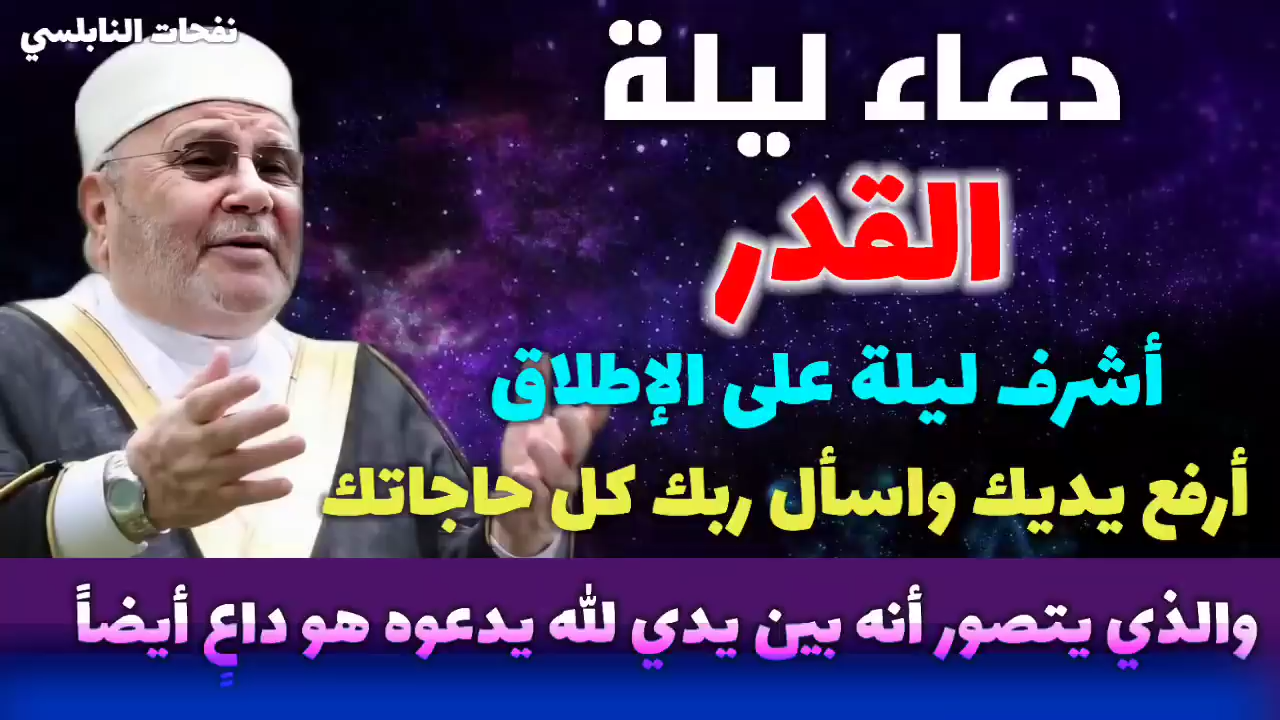 نفحات النابلسي
دعاء ليلة
القدر
أشرف ليلة على الإطلاق
أرفع يديك واسأل ربك كل حاجاتك
والذي يتصور أنه بين يدي لله يدعوه هو داعٍ أيضاً